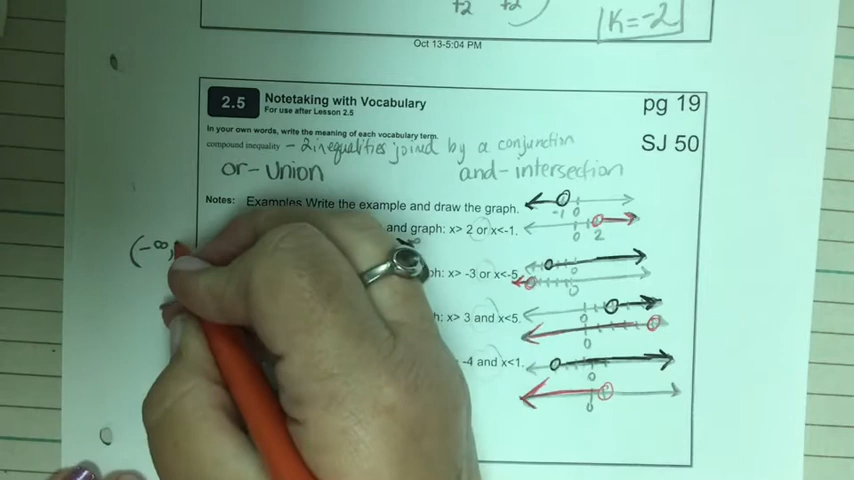 +2 +2
K=-2
Oct 13-5:04 PM
2.5 Notetaking with Vocabulary pg 19
For use after Lesson 2.5
In your own words, write the meaning of each vocabulary term. SJ 50
compound inequality - 2 inequalities joined by a conjunction
or- Union and- intersection
Notes: Examples Write the example and draw the graph.
-1 0
and graph: x> 2 or x<-1.
0 2
(-∞,
∞
ph: x> -3 or x<-5.
0
0
0
h: x> 3 and x<5.
0
-4 and x<1.
0
0